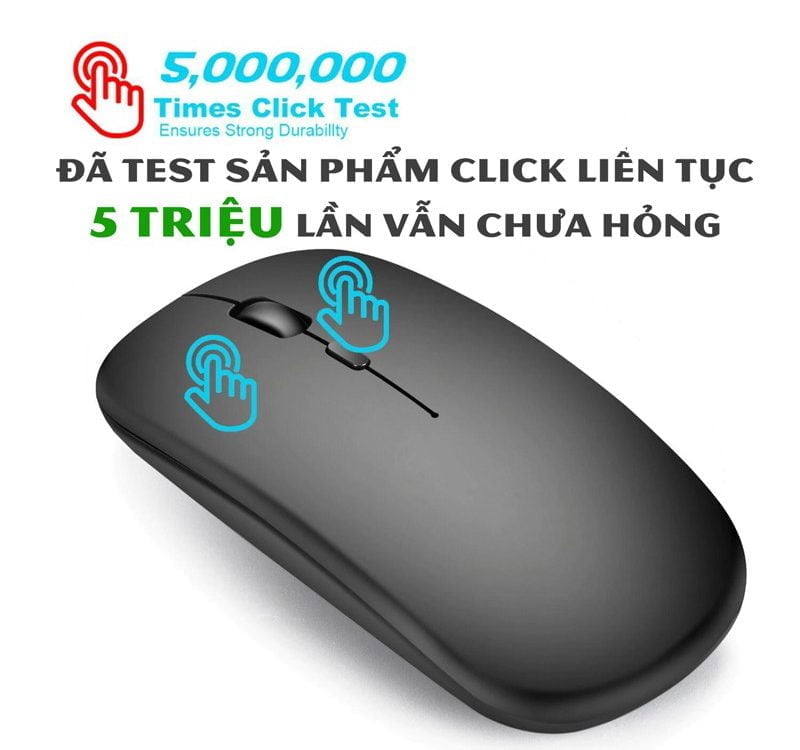 5,000,000
Times Click Test
Ensures Strong Durability
ĐÃ TEST SẢN PHẨM CLICK LIÊN TỤC
5 TRIỆU LẦN VẪN CHƯA HỎNG